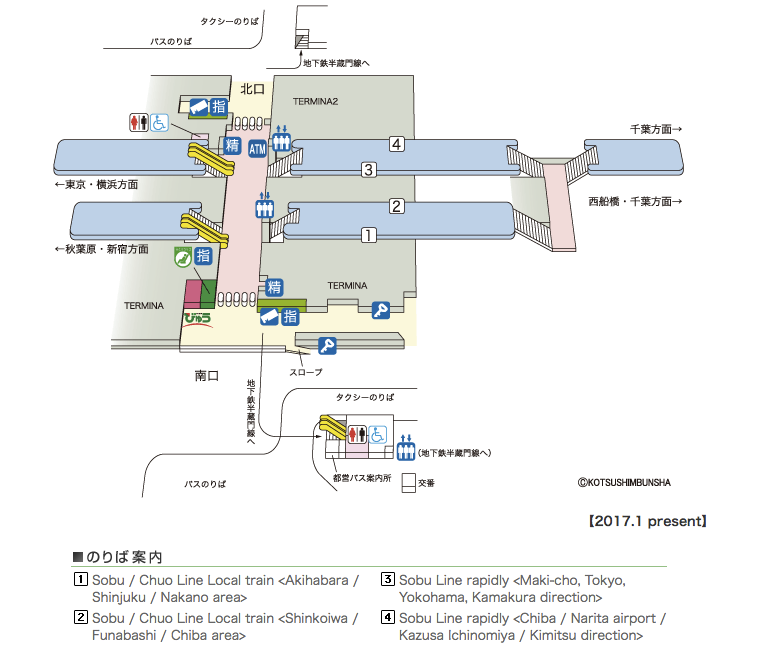 タクシーのりば
バスのりば
地下鉄半蔵門線へ
北口
TERMINA2
指
精
ATM
4
千葉方面→
3
←東京・横浜方面
2
西船橋・千葉方面→
1
←秋葉原・新宿方面
指
精
TERMINA
TERMINA
びゅう
指
スロープ
南口
地下鉄半蔵門線へ
タクシーのりば
(地下鉄半蔵門線へ)
バスのりば
都営バス案内所
交番
©KOTSUSHIMBUNSHA
【2017.1 present】
■のりば案内
1 Sobu / Chuo Line Local train <Akihabara /
Shinjuku / Nakano area>
2 Sobu / Chuo Line Local train <Shinkoiwa /
Funabashi / Chiba area>
3 Sobu Line rapidly <Maki-cho, Tokyo,
Yokohama, Kamakura direction>
4 Sobu Line rapidly <Chiba / Narita airport /
Kazusa Ichinomiya / Kimitsu direction>